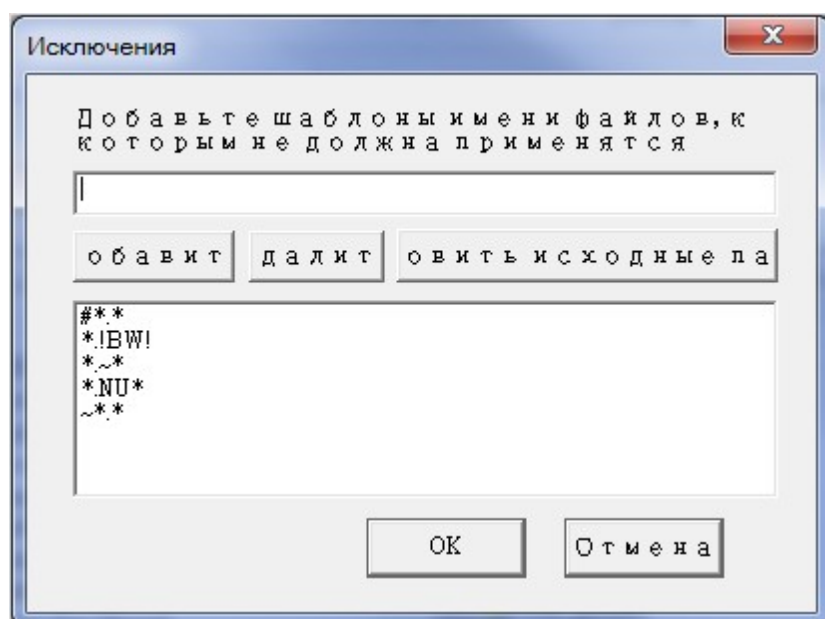 Исключения
Добавьте шаблоны имени файлов, к
которым не должна применятся
обавит далит овить исходные па
#*.*
*.!BW!
*.~*
*.NU*
~*.*
OK Отмена